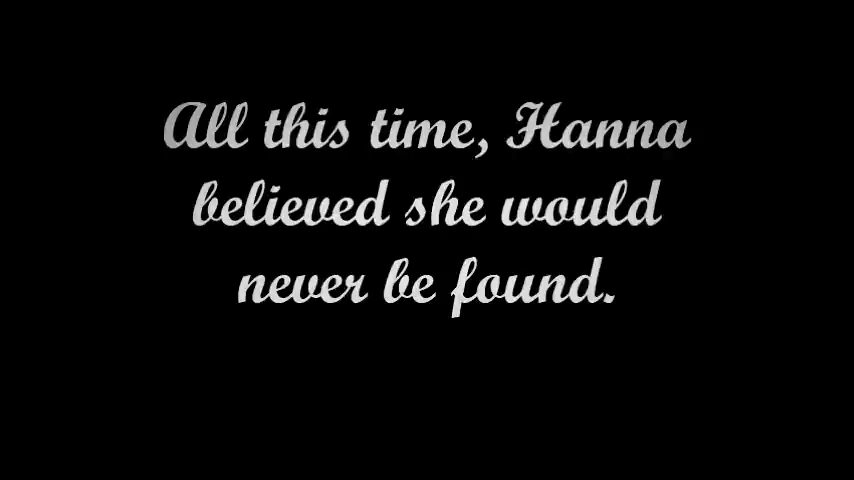 All this time, Hanna
believed she would
never be found.